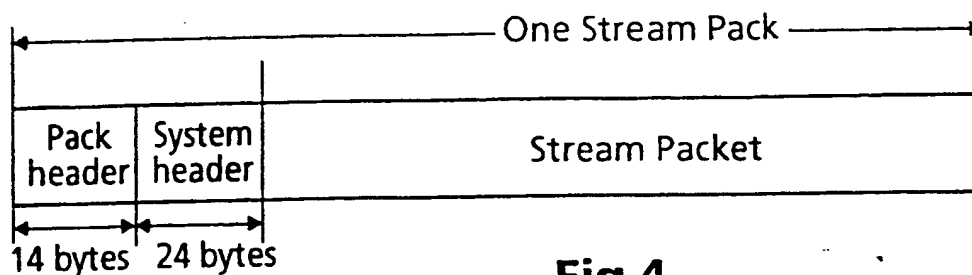 One Stream Pack
Pack header
System header
Stream Packet
14 bytes
24 bytes
Fig.4